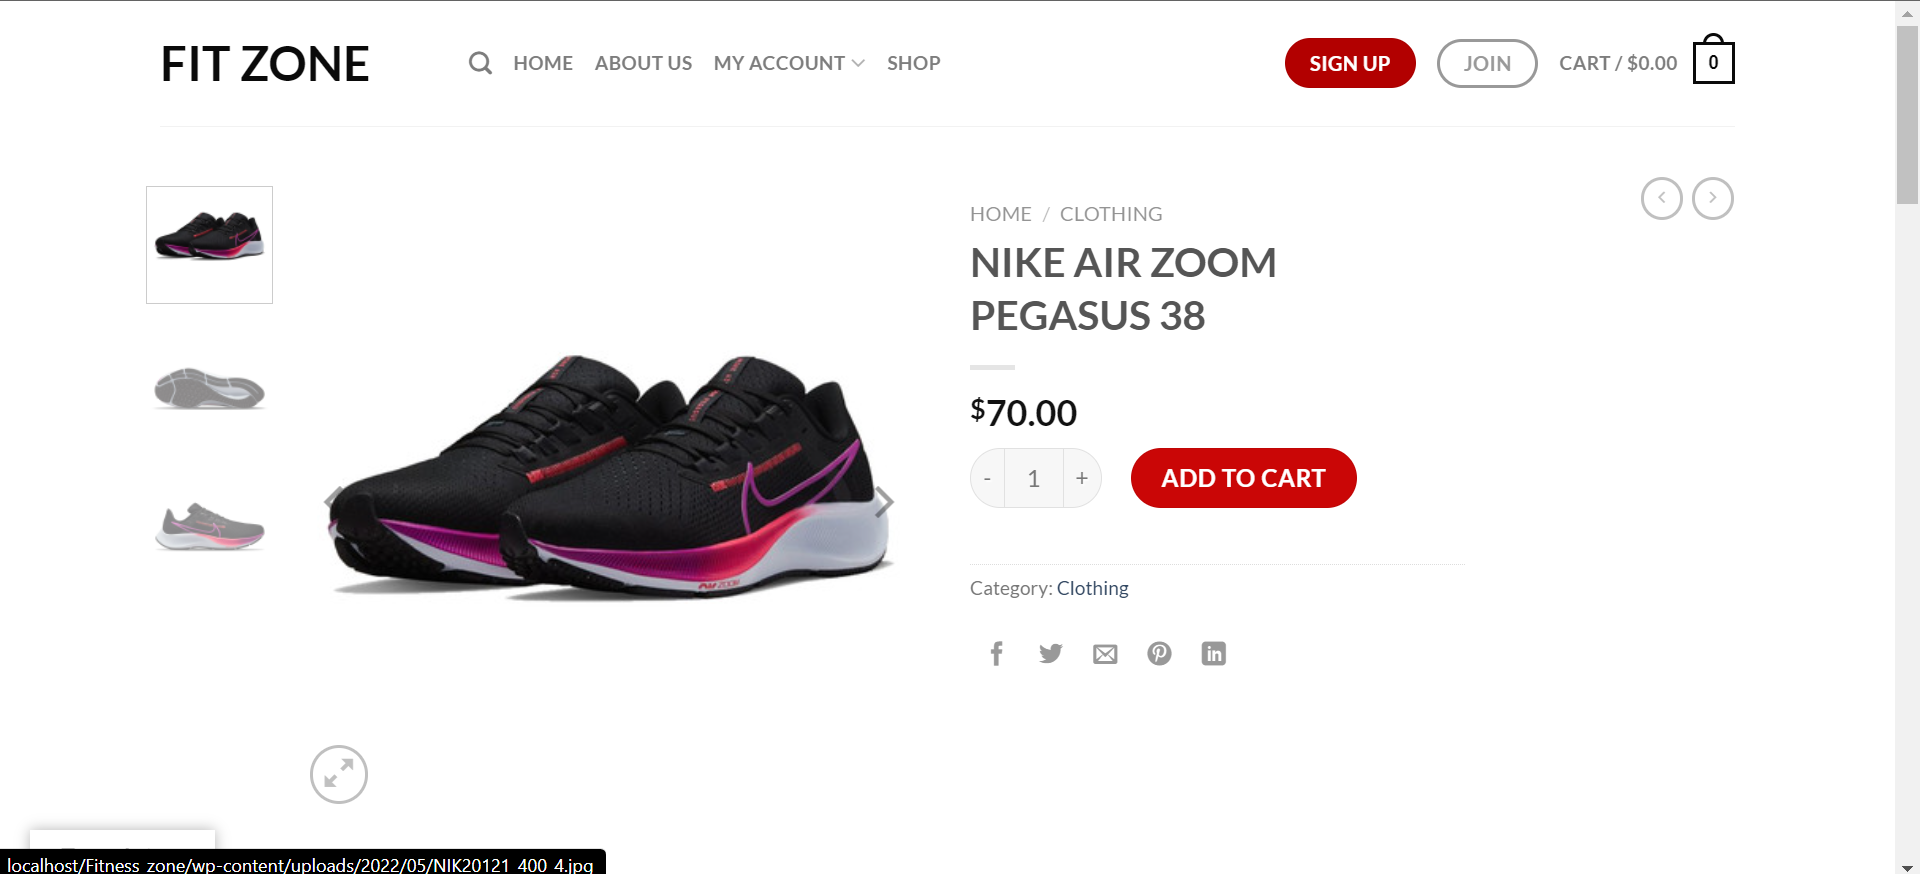 FIT ZONE
HOME ABOUT US MY ACCOUNT SHOP
SIGN UP JOIN CART / $0.00 0
HOME / CLOTHING
NIKE AIR ZOOM
PEGASUS 38
$70.00
- 1 + ADD TO CART
Category: Clothing
AIR ZOOM
localhost/Fitness_zone/wp-content/uploads/2022/05/NIK20121_400_4.jpg